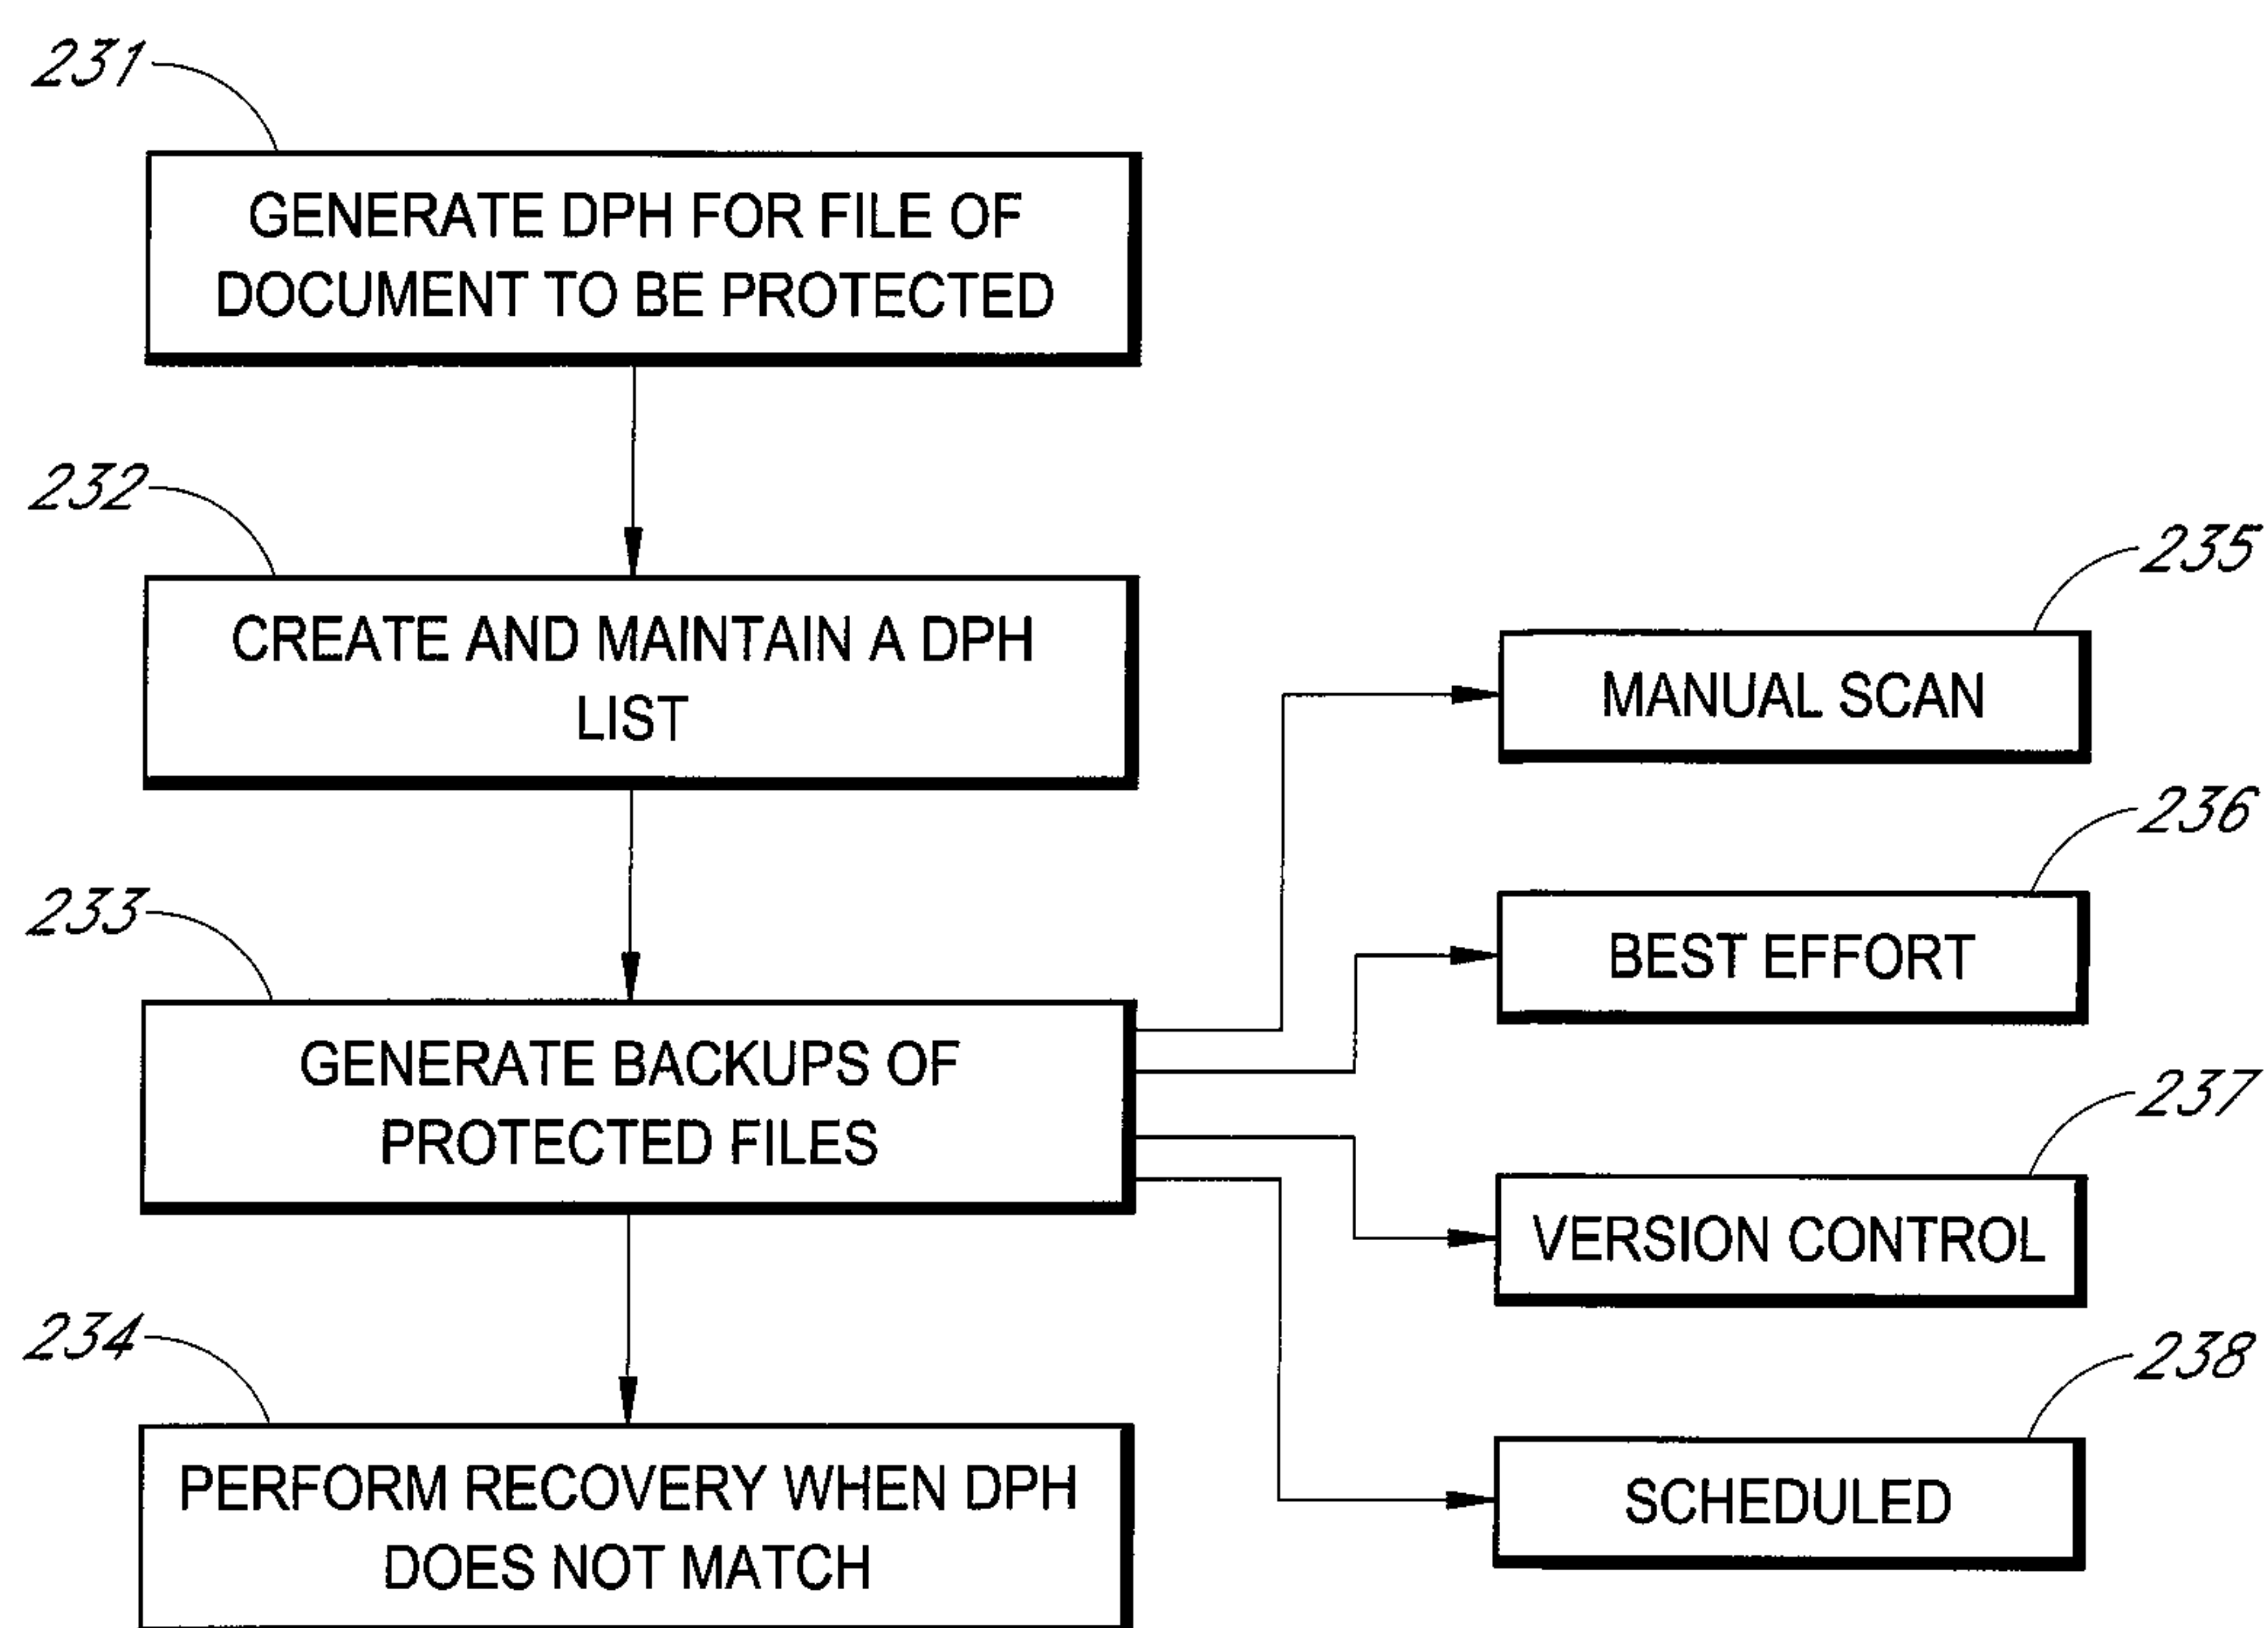 231
GENERATE DPH FOR FILE OF
DOCUMENT TO BE PROTECTED
232
CREATE AND MAINTAIN A DPH
LIST
233
GENERATE BACKUPS OF
PROTECTED FILES
234
PERFORM RECOVERY WHEN DPH
DOES NOT MATCH
235
MANUAL SCAN
236
BEST EFFORT
237
VERSION CONTROL
238
SCHEDULED